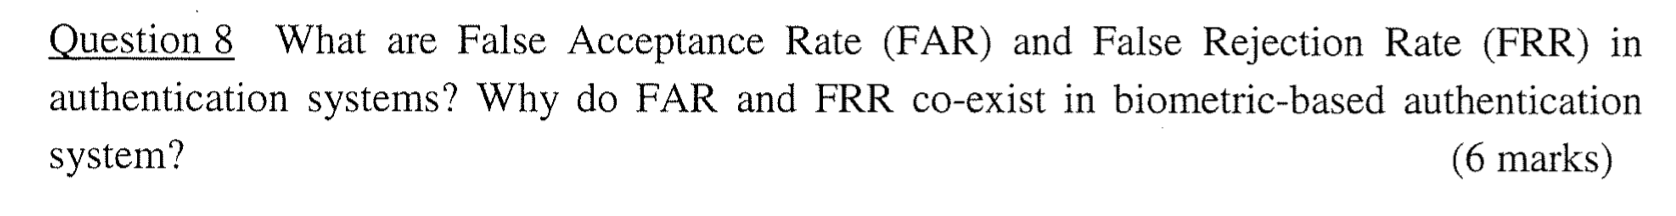 Question 8 What are False Acceptance Rate (FAR) and False Rejection Rate (FRR) in
authentication systems? Why do FAR and FRR co-exist in biometric-based authentication
system? (6 marks)